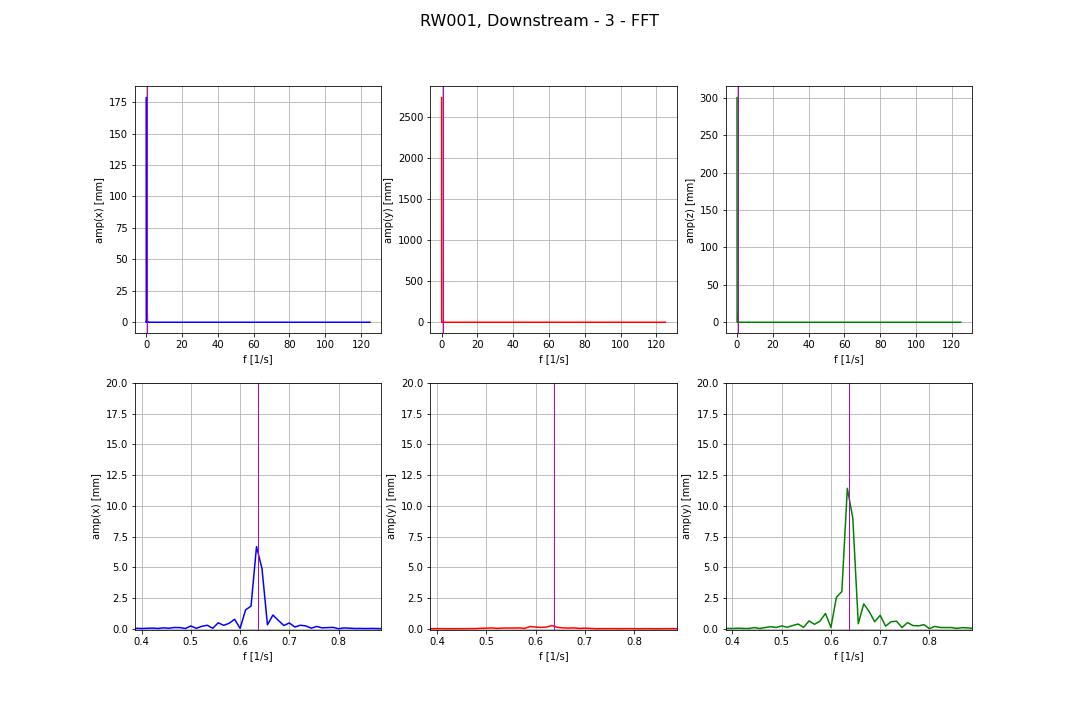 RW001, Downstream - 3 - FFT
175
150
125
100
75
50
25
0
amp(x) [mm]
0 20 40 60 80 100 120
f [1/s]
2500
2000
1500
1000
500
0
amp(y) [mm]
0 20 40 60 80 100 120
f [1/s]
300
250
200
150
100
50
0
amp(z) [mm]
0 20 40 60 80 100 120
f [1/s]
20.0
17.5
15.0
12.5
10.0
7.5
5.0
2.5
0.0
amp(x) [mm]
0.4 0.5 0.6 0.7 0.8
f [1/s]
20.0
17.5
15.0
12.5
10.0
7.5
5.0
2.5
0.0
amp(y) [mm]
0.4 0.5 0.6 0.7 0.8
f [1/s]
20.0
17.5
15.0
12.5
10.0
7.5
5.0
2.5
0.0
amp(y) [mm]
0.4 0.5 0.6 0.7 0.8
f [1/s]